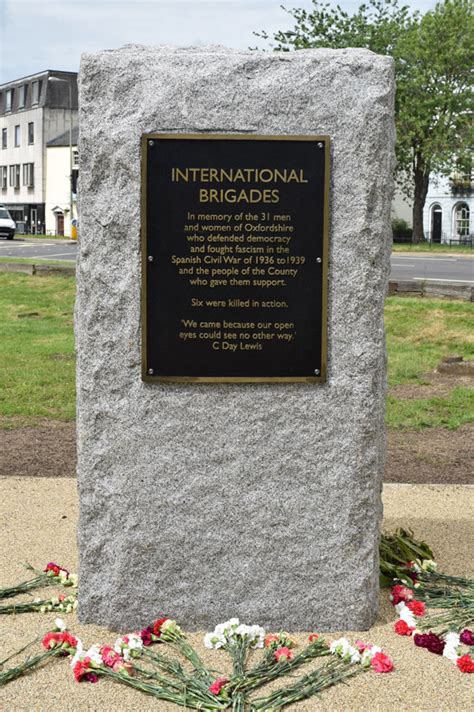 INTERNATIONAL
BRIGADES
In memory of the 31 men
and women of Oxfordshire
who defended democracy
and fought fascism in the
Spanish Civil War of 1936 to1939
and the people of the County
who gave them support.
Six were killed in action.
'We came because our open
eyes could see no other way.'
C Day Lewis